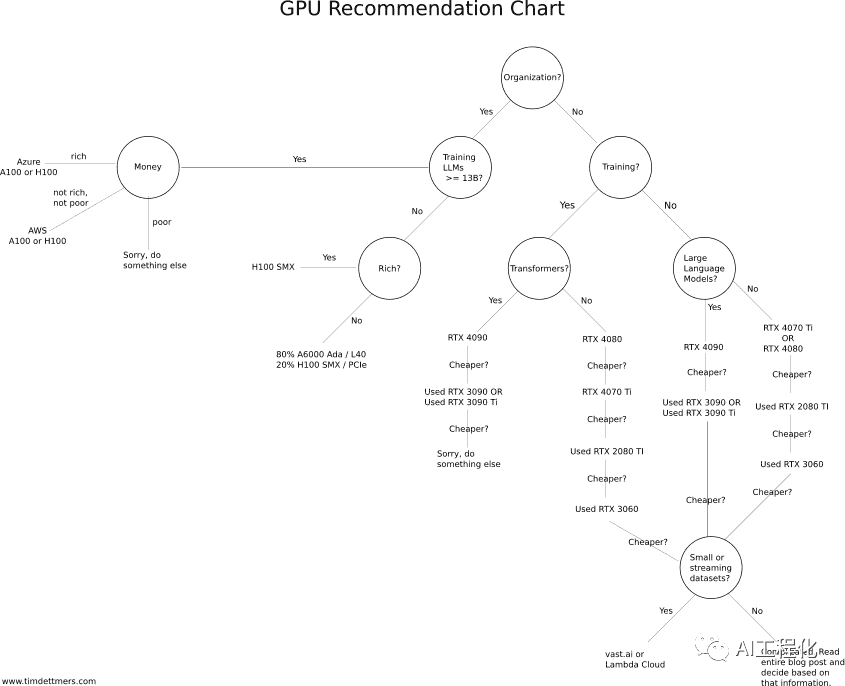 GPU Recommendation Chart
Organization?
Yes
No
Money
Yes
Training
LLMs
>= 13B?
Training?
rich
Azure
A100 or H100
not rich,
not poor
AWS
A100 or H100
poor
Sorry, do
something else
No
Yes
No
H100 SMX
Yes
Rich?
No
80% A6000 Ada / L40
20% H100 SMX / PCIe
Transformers?
Yes
No
RTX 4090
Cheaper?
Used RTX 3090 OR
Used RTX 3090 Ti
Cheaper?
Sorry, do
something else
RTX 4080
Cheaper?
RTX 4070 Ti
Cheaper?
Used RTX 2080 TI
Cheaper?
Used RTX 3060
Cheaper?
Large
Language
Models?
Yes
No
RTX 4090
Cheaper?
Used RTX 3090 OR
Used RTX 3090 Ti
Cheaper?
RTX 4070 Ti
OR
RTX 4080
Cheaper?
Used RTX 2080 TI
Cheaper?
Used RTX 3060
Cheaper?
Small or
streaming
datasets?
Yes
No
vast.ai or
Lambda Cloud
Read
entire blog post and
decide based on
that information.
AI工程化
www.timdettmers.com